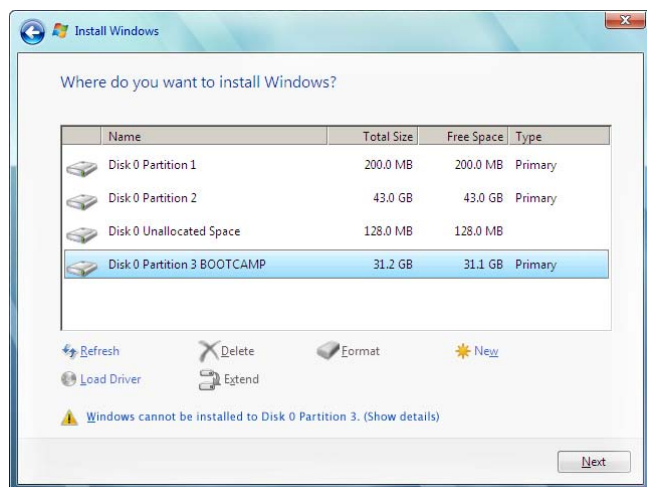 Install Windows
Where do you want to install Windows?
Name Total Size Free Space Type
Disk 0 Partition 1 200.0 MB 200.0 MB Primary
Disk 0 Partition 2 43.0 GB 43.0 GB Primary
Disk 0 Unallocated Space 128.0 MB 128.0 MB
Disk 0 Partition 3 BOOTCAMP 31.2 GB 31.1 GB Primary
Refresh Delete Format New
Load Driver Extend
Windows cannot be installed to Disk 0 Partition 3. (Show details)
Next